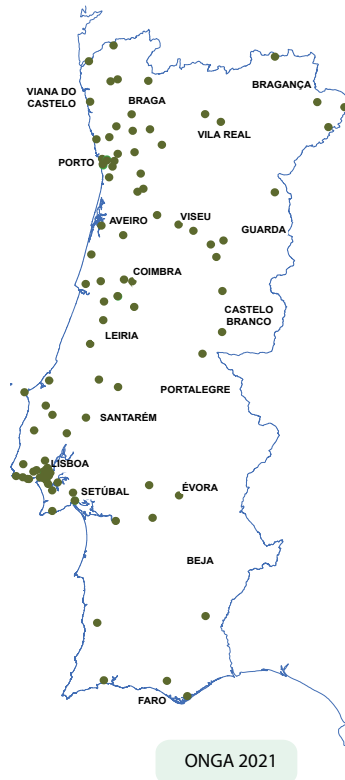 BRAGANÇA
VIANA DO
CASTELO
BRAGA
VILA REAL
PORTO
AVEIRO
VISEU
GUARDA
COIMBRA
CASTELO
BRANCO
LEIRIA
PORTALEGRE
SANTARÉM
LISBOA
SETÚBAL
ÉVORA
BEJA
FARO
ONGA 2021